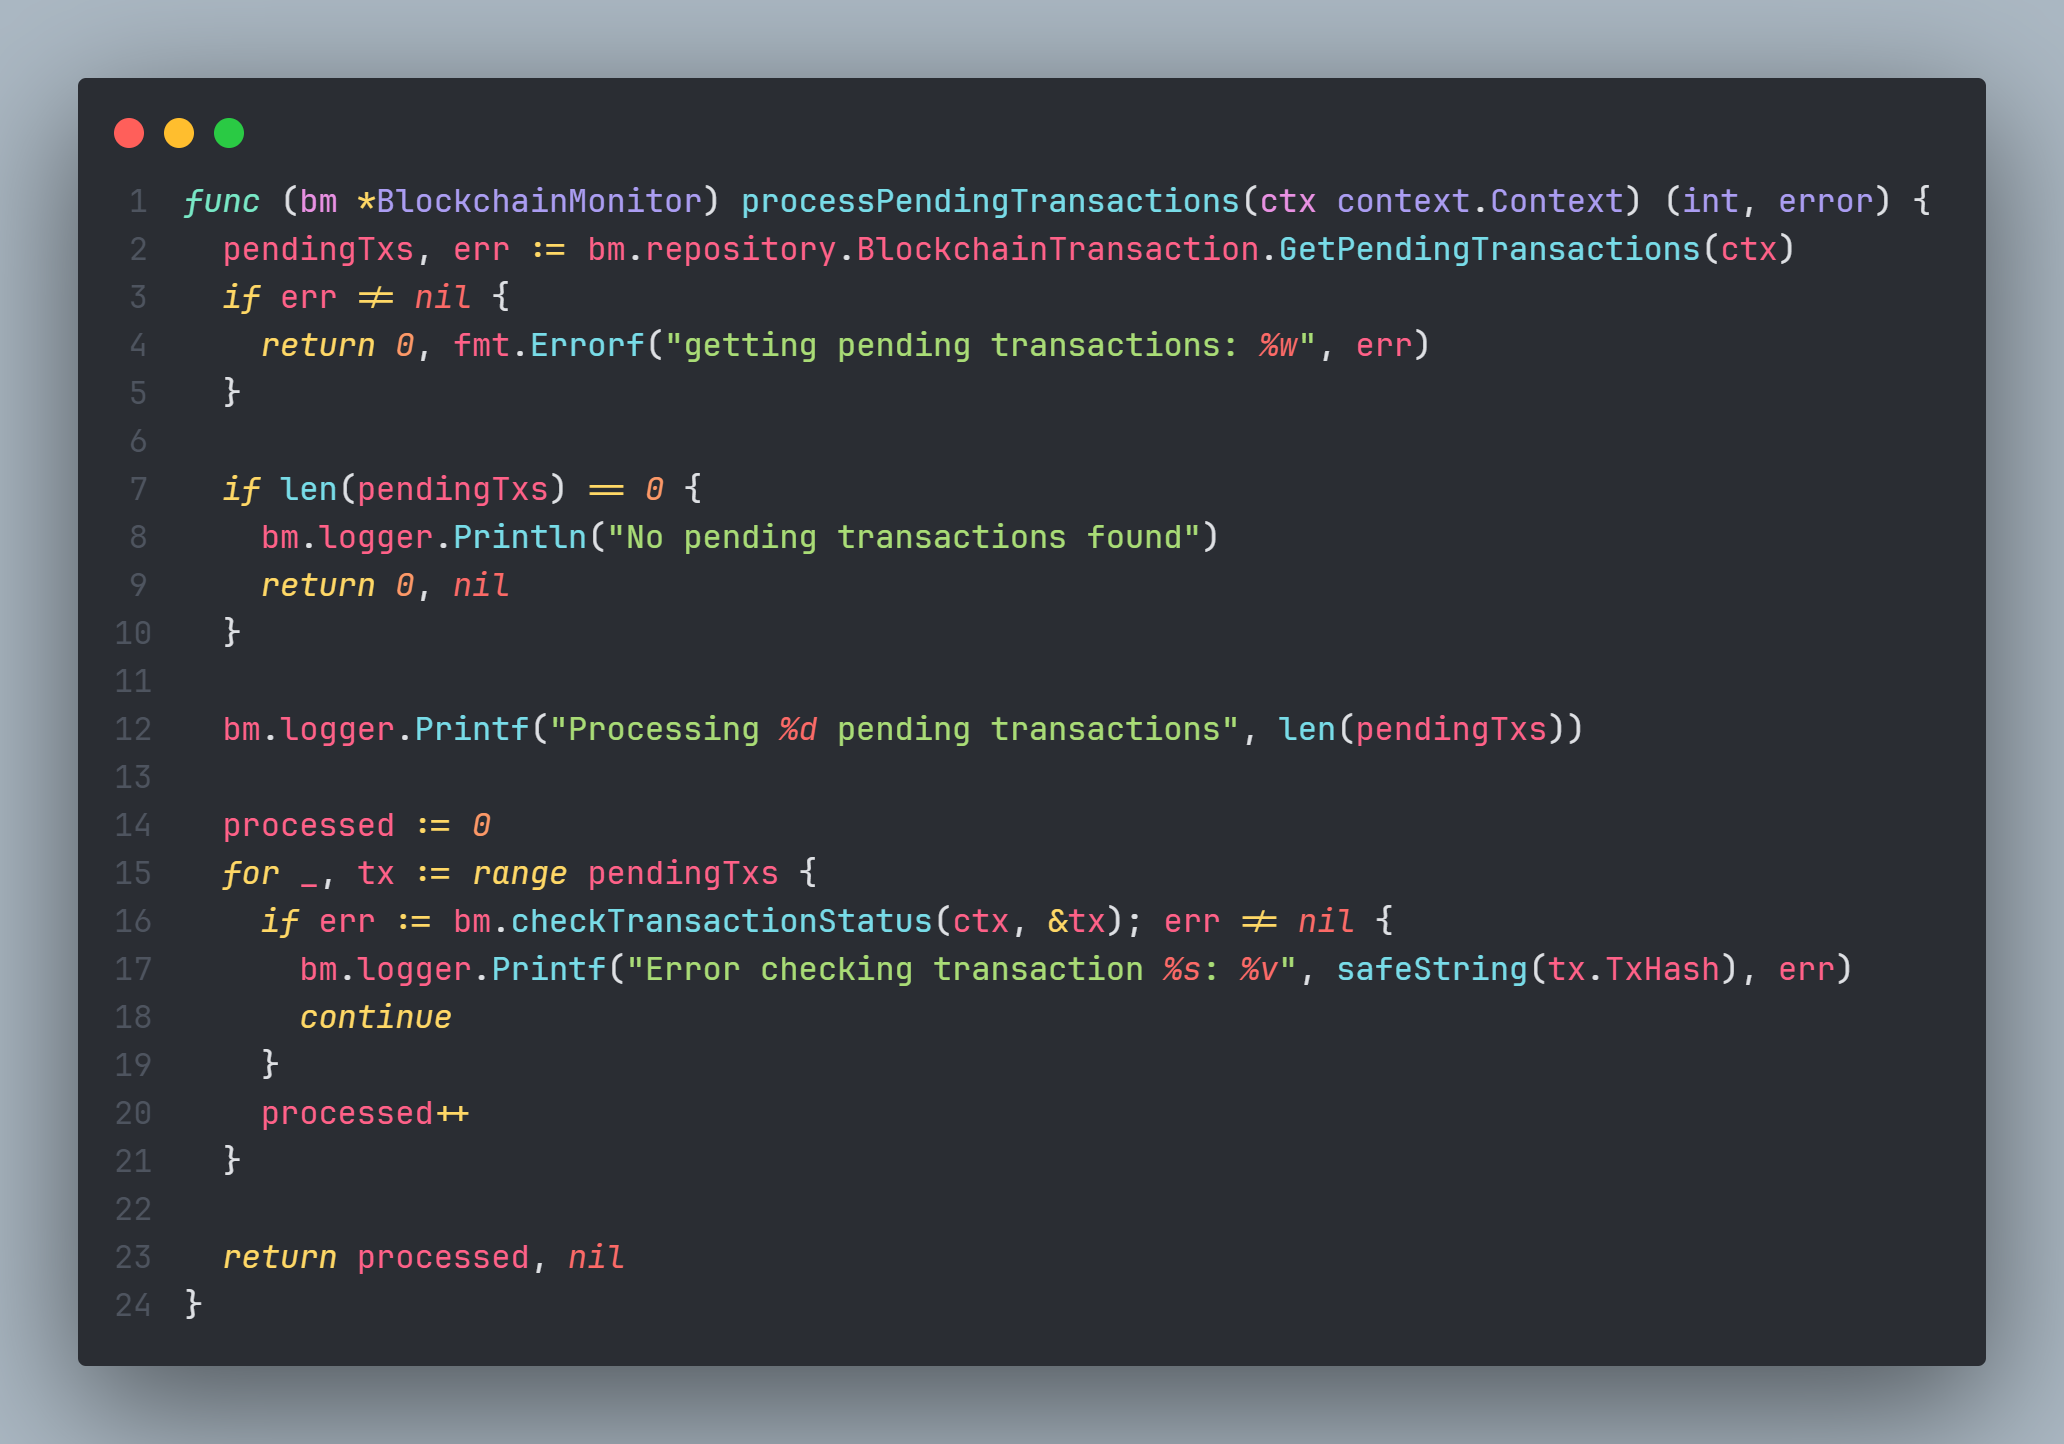 1 func (bm *BlockchainMonitor) processPendingTransactions(ctx context.Context) (int, error) {
2   pendingTxs, err := bm.repository.BlockchainTransaction.GetPendingTransactions(ctx)
3   if err != nil {
4     return 0, fmt.Errorf("getting pending transactions: %w", err)
5   }
6
7   if len(pendingTxs) == 0 {
8     bm.logger.Println("No pending transactions found")
9     return 0, nil
10   }
11
12   bm.logger.Printf("Processing %d pending transactions", len(pendingTxs))
13
14   processed := 0
15   for _, tx := range pendingTxs {
16     if err := bm.checkTransactionStatus(ctx, &tx); err != nil {
17       bm.logger.Printf("Error checking transaction %s: %v", safeString(tx.TxHash), err)
18       continue
19     }
20     processed++
21   }
22
23   return processed, nil
24 }